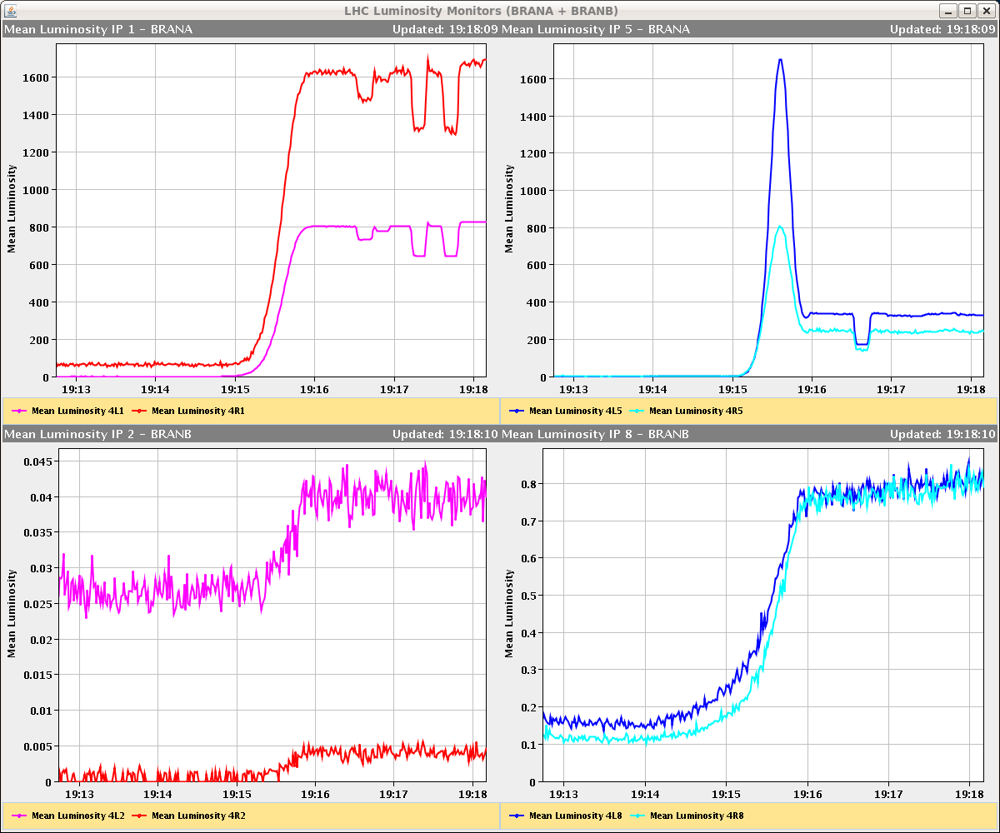 LHC Luminosity Monitors (BRANA + BRANB)
Mean Luminosity IP 1 - BRANA Updated: 19:18:09
Mean Luminosity
1600
1400
1200
1000
800
600
400
200
0
19:13 19:14 19:15 19:16 19:17 19:18
Mean Luminosity 4L1 Mean Luminosity 4R1
Mean Luminosity IP 5 - BRANA Updated: 19:18:09
Mean Luminosity
1600
1400
1200
1000
800
600
400
200
0
19:13 19:14 19:15 19:16 19:17 19:18
Mean Luminosity 4L5 Mean Luminosity 4R5
Mean Luminosity IP 2 - BRANB Updated: 19:18:10
Mean Luminosity
0.045
0.04
0.035
0.03
0.025
0.02
0.015
0.01
0.005
0
19:13 19:14 19:15 19:16 19:17 19:18
Mean Luminosity 4L2 Mean Luminosity 4R2
Mean Luminosity IP 8 - BRANB Updated: 19:18:10
Mean Luminosity
0.8
0.7
0.6
0.5
0.4
0.3
0.2
0.1
0
19:13 19:14 19:15 19:16 19:17 19:18
Mean Luminosity 4L8 Mean Luminosity 4R8